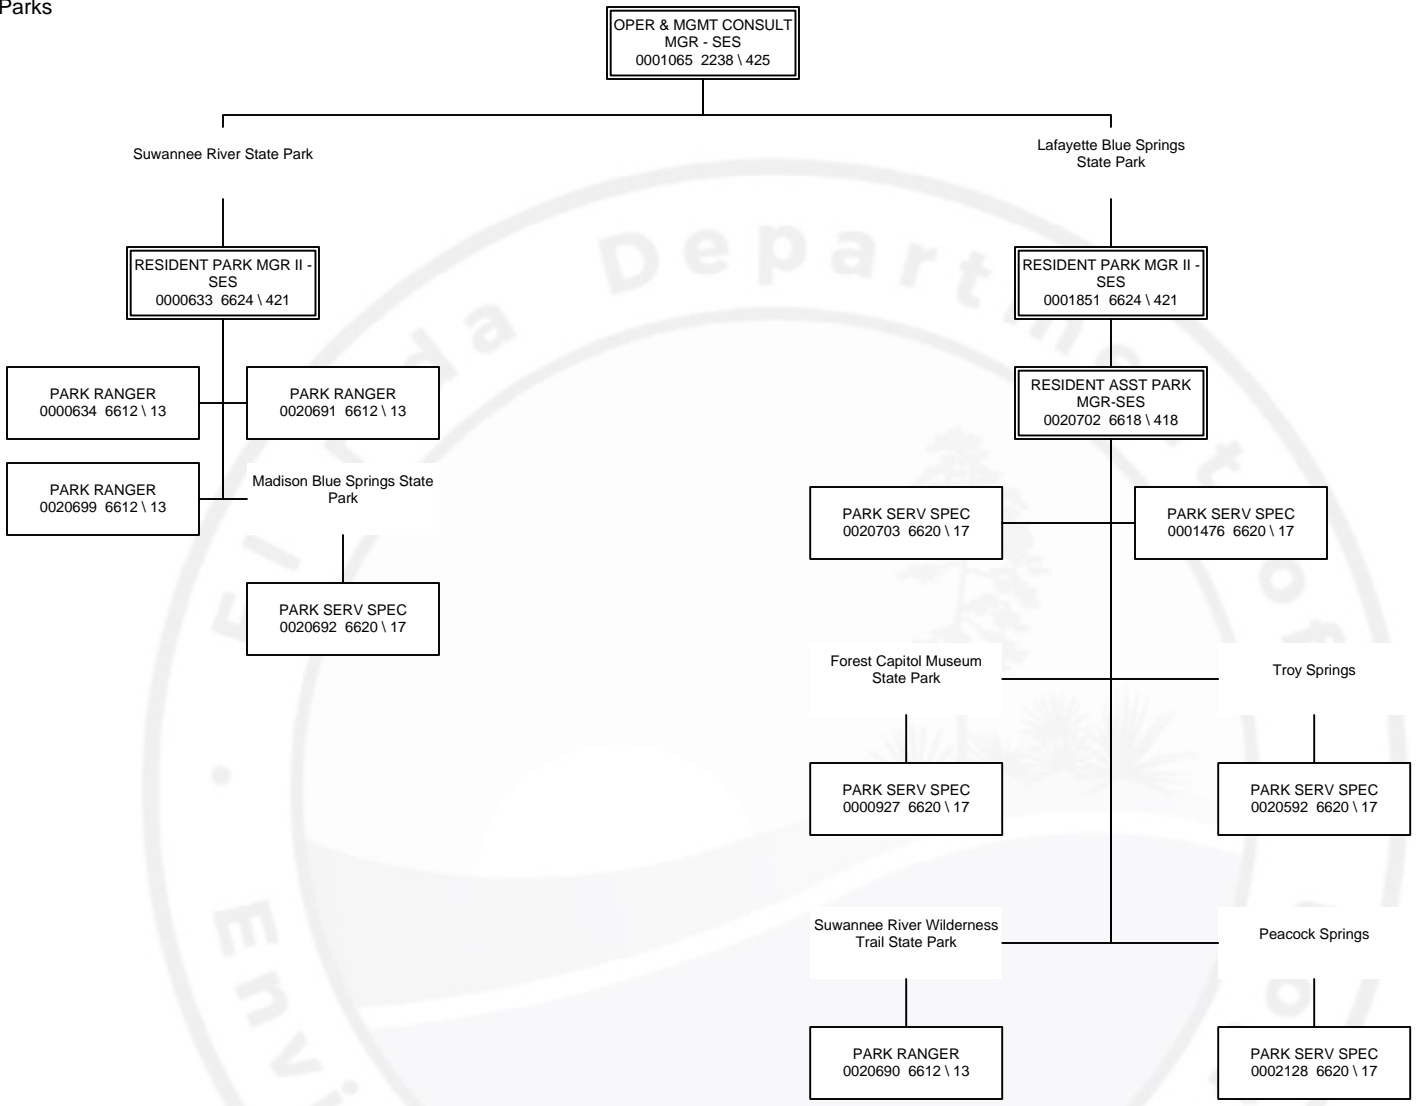 Parks
OPER & MGMT CONSULT
MGR - SES
0001065 2238 \ 425
Suwannee River State Park
Lafayette Blue Springs
State Park
RESIDENT PARK MGR II -
SES
0000633 6624 \ 421
RESIDENT PARK MGR II -
SES
0001851 6624 \ 421
PARK RANGER
0000634 6612 \ 13
PARK RANGER
0020691 6612 \ 13
RESIDENT ASST PARK
MGR-SES
0020702 6618 \ 418
PARK RANGER
0020699 6612 \ 13
Madison Blue Springs State
Park
PARK SERV SPEC
0020703 6620 \ 17
PARK SERV SPEC
0001476 6620 \ 17
PARK SERV SPEC
0020692 6620 \ 17
Forest Capitol Museum
State Park
Troy Springs
PARK SERV SPEC
0000927 6620 \ 17
PARK SERV SPEC
0020592 6620 \ 17
Suwannee River Wilderness
Trail State Park
Peacock Springs
PARK RANGER
0020690 6612 \ 13
PARK SERV SPEC
0002128 6620 \ 17
Department of